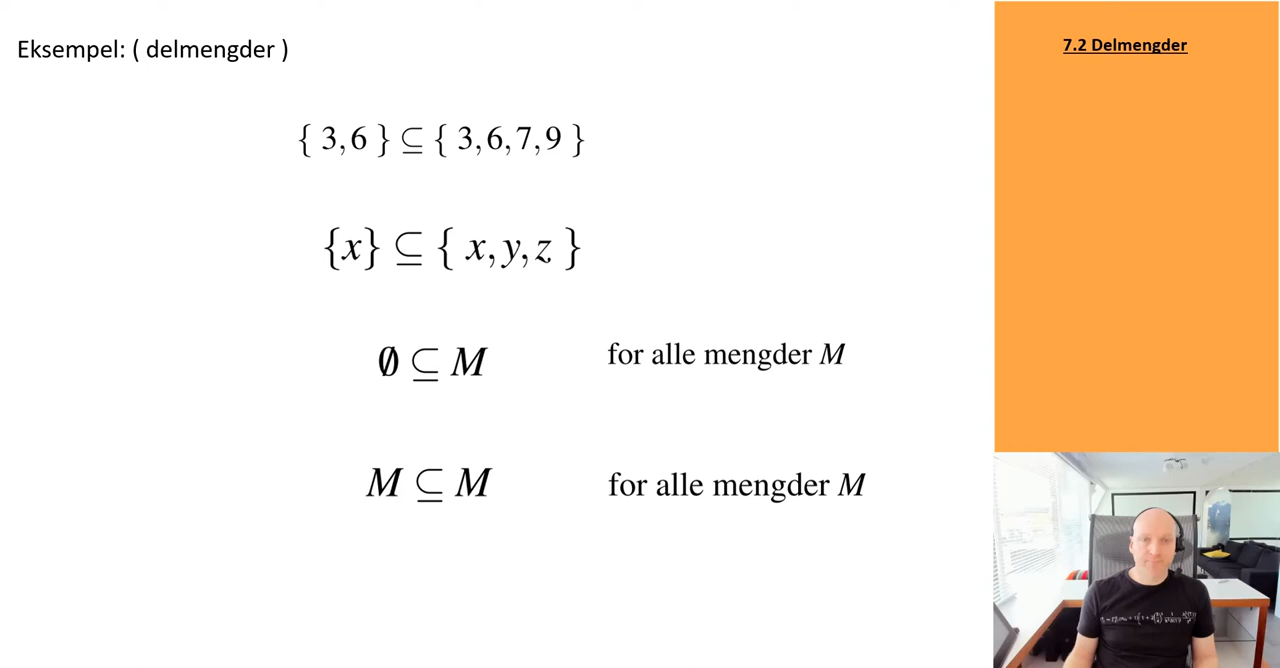 Eksempel: ( delmengder )
7.2 Delmengder
{ 3,6 } ⊆ { 3,6,7,9 }
{x} ⊆ { x,y,z }
∅ ⊆ M for alle mengder M
M ⊆ M for alle mengder M